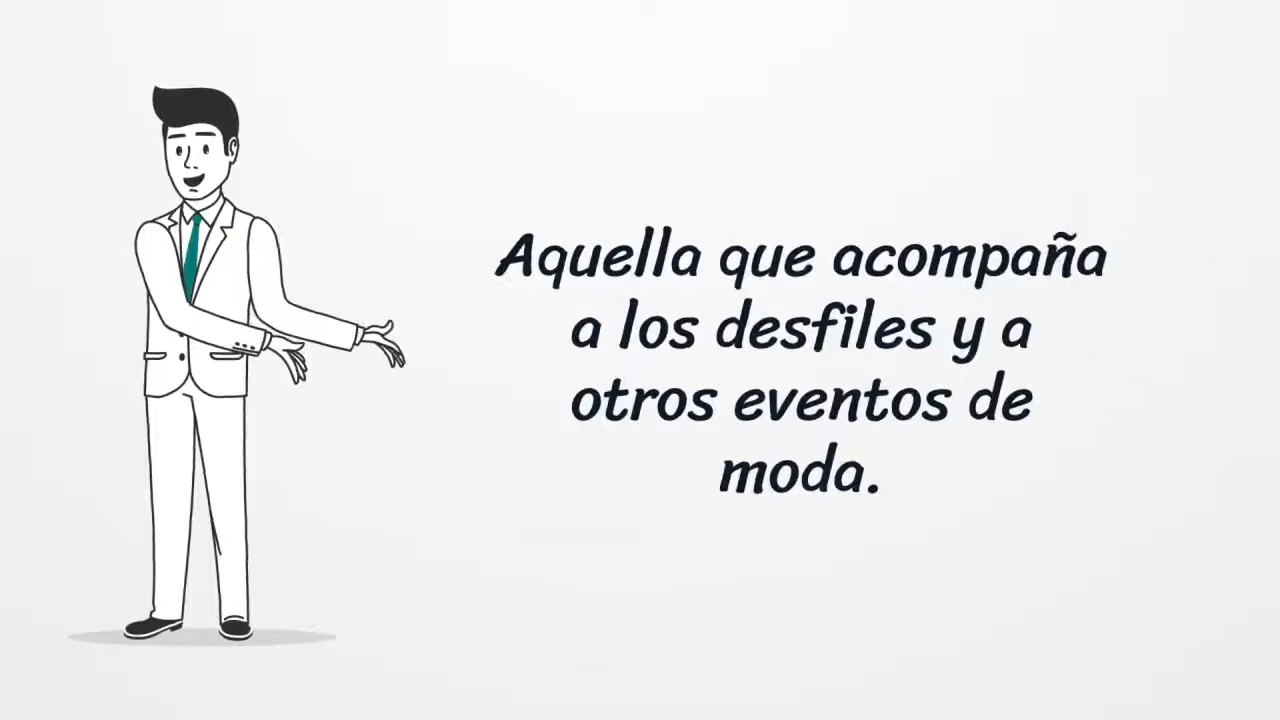 Aquella que acompaña
a los desfiles y a
otros eventos de
moda.